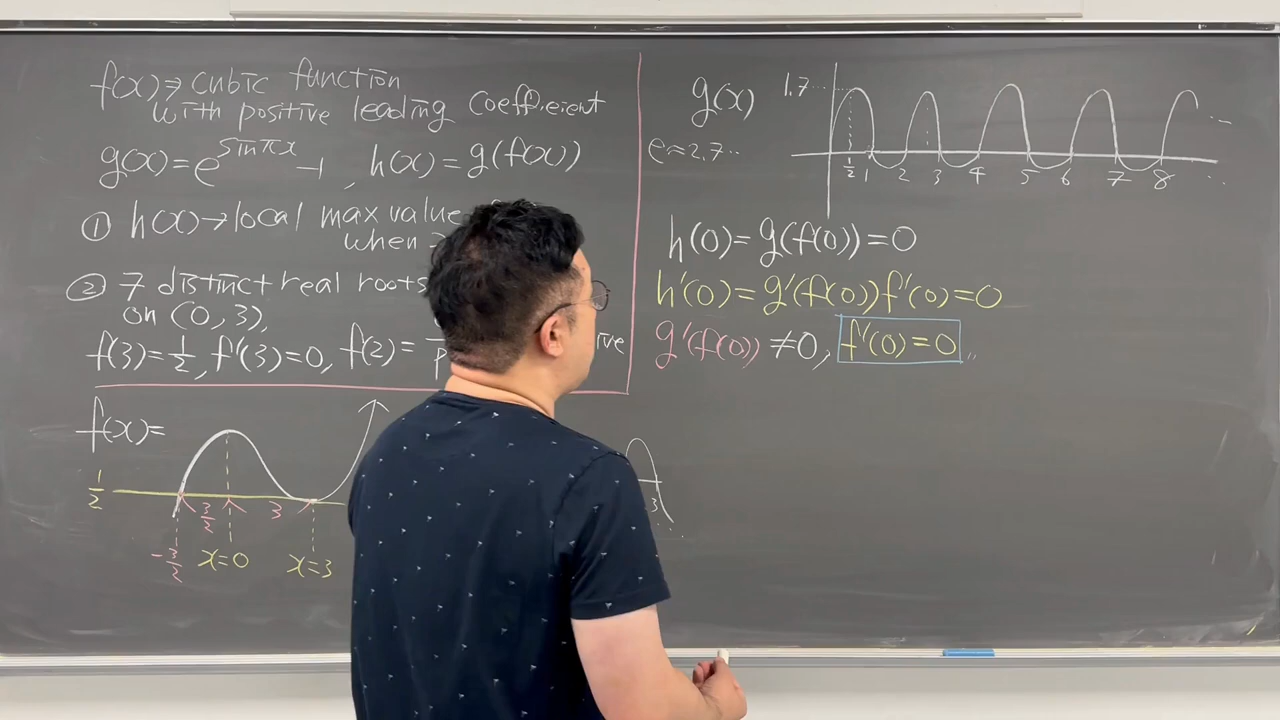 f(x) ⇒ cubic function
with positive leading coefficient
g(x) = e^{sin πx} - 1, h(x) = g(f(x))
① h(x) → local max value
when
② 7 distinct real roots
on (0, 3),
f(3) = 1/2, f'(3) = 0, f(2) =
f(x) =
1/2
3/2 3
-3/2 x=0 x=3
3
g(x)
1.7
e≈2.7..
1/2 1 2 3 4 5 6 7 8
h(0) = g(f(0)) = 0
h'(0) = g'(f(0)) f'(0) = 0
g'(f(0)) ≠ 0, f'(0) = 0